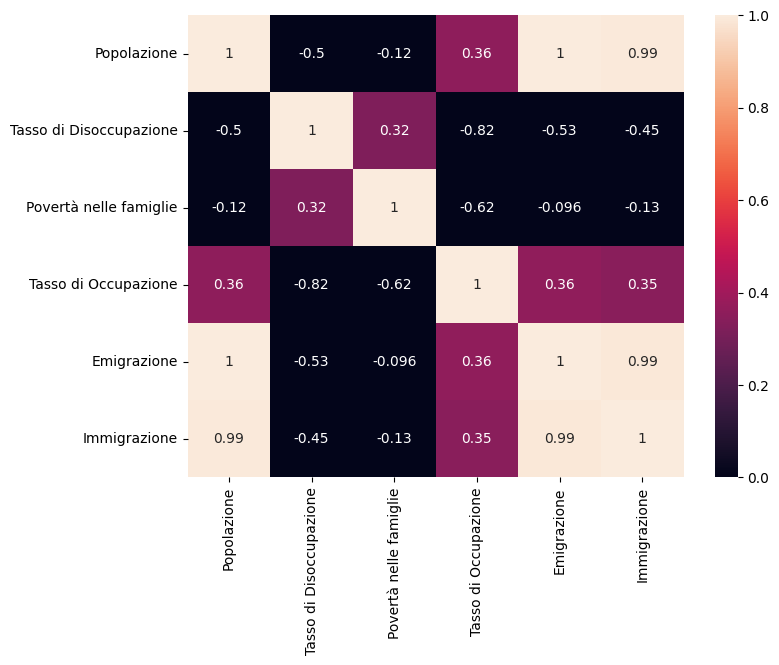 Popolazione 1 -0.5 -0.12 0.36 1 0.99
Tasso di Disoccupazione -0.5 1 0.32 -0.82 -0.53 -0.45
Povertà nelle famiglie -0.12 0.32 1 -0.62 -0.096 -0.13
Tasso di Occupazione 0.36 -0.82 -0.62 1 0.36 0.35
Emigrazione 1 -0.53 -0.096 0.36 1 0.99
Immigrazione 0.99 -0.45 -0.13 0.35 0.99 1
Popolazione
Tasso di Disoccupazione
Povertà nelle famiglie
Tasso di Occupazione
Emigrazione
Immigrazione
1.0
0.8
0.6
0.4
0.2
0.0